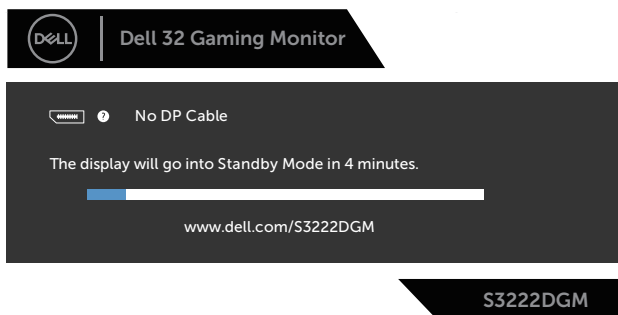 DELL
Dell 32 Gaming Monitor
? No DP Cable
The display will go into Standby Mode in 4 minutes.
www.dell.com/S3222DGM
S3222DGM